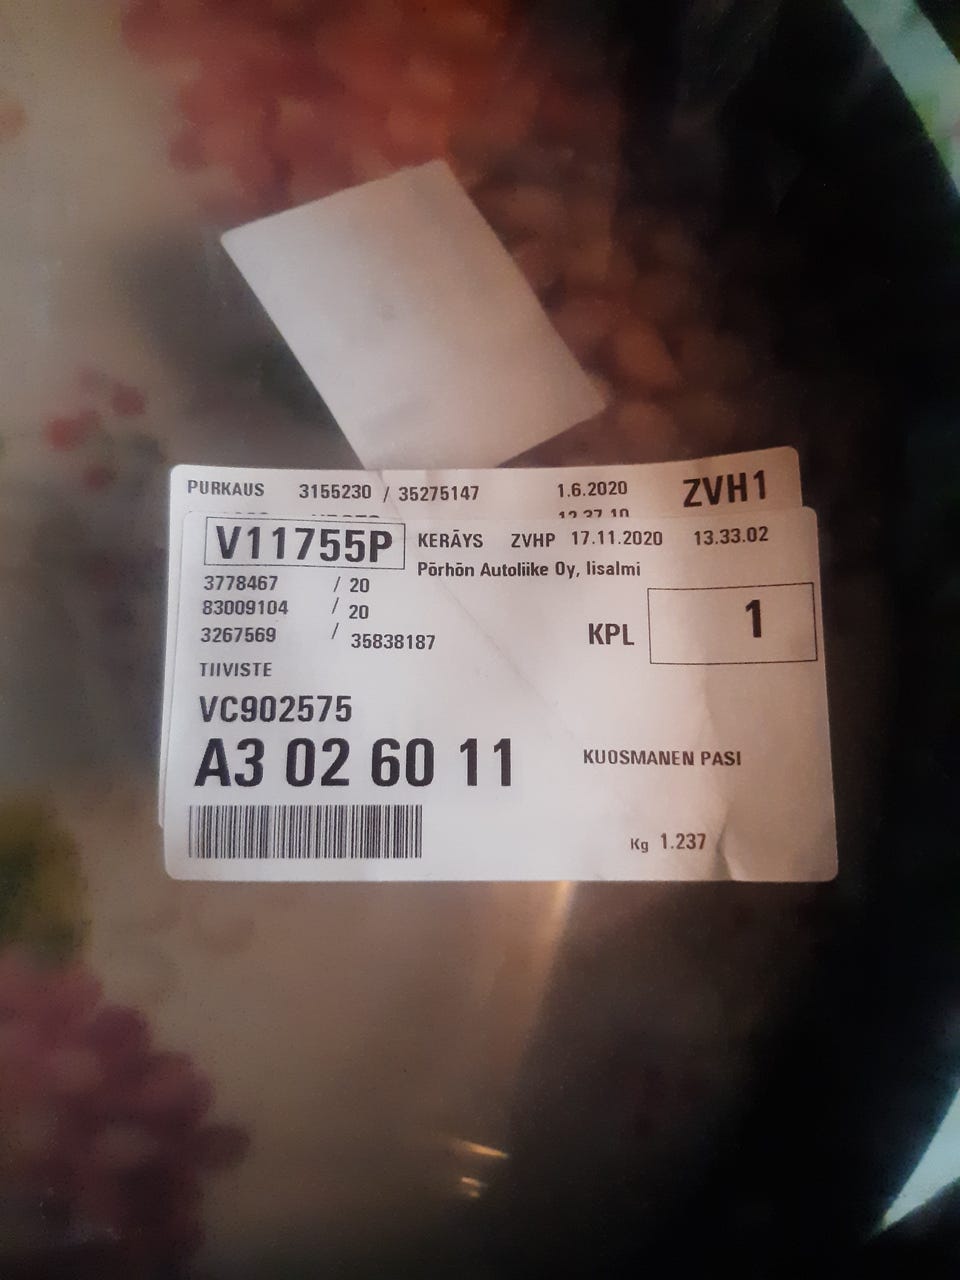 PURKAUS 3155230 / 35275147 1.6.2020 ZVH1
V11755P KERÄYS ZVHP 17.11.2020 13.33.02
Pörhön Autoliike Oy, Iisalmi
3778467 / 20
83009104 / 20
3267569 / 35838187
KPL 1
TIIVISTE
VC902575
A3 02 60 11
KUOSMANEN PASI
Kg 1.237